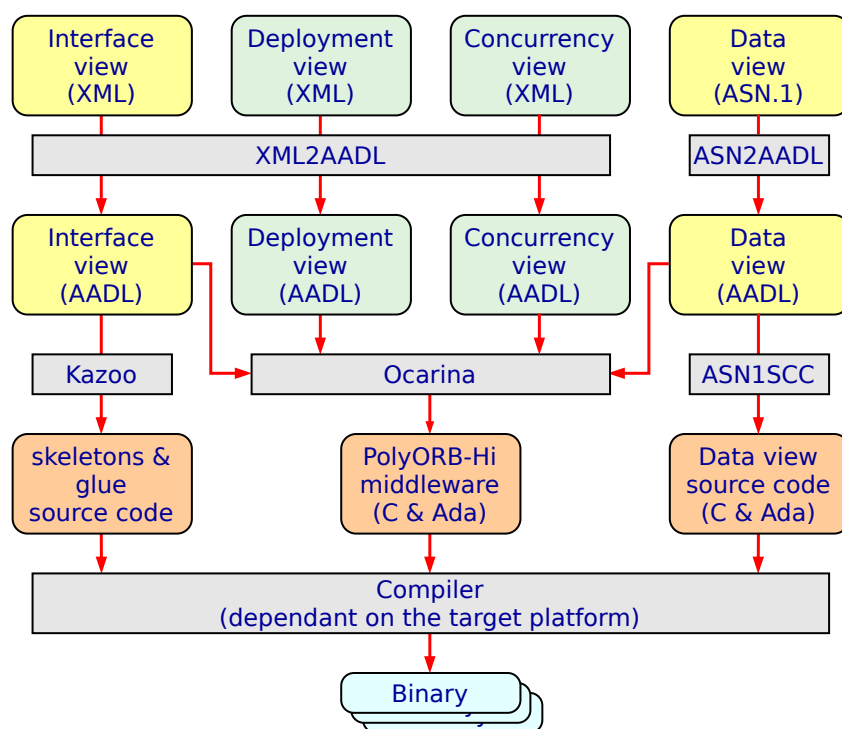 Interface
view
(XML)
Deployment
view
(XML)
Concurrency
view
(XML)
Data
view
(ASN.1)
XML2AADL
ASN2AADL
Interface
view
(AADL)
Deployment
view
(AADL)
Concurrency
view
(AADL)
Data
view
(AADL)
Kazoo
Ocarina
ASN1SCC
skeletons &
glue
source code
PolyORB-Hi
middleware
(C & Ada)
Data view
source code
(C & Ada)
Compiler
(dependant on the target platform)
Binary